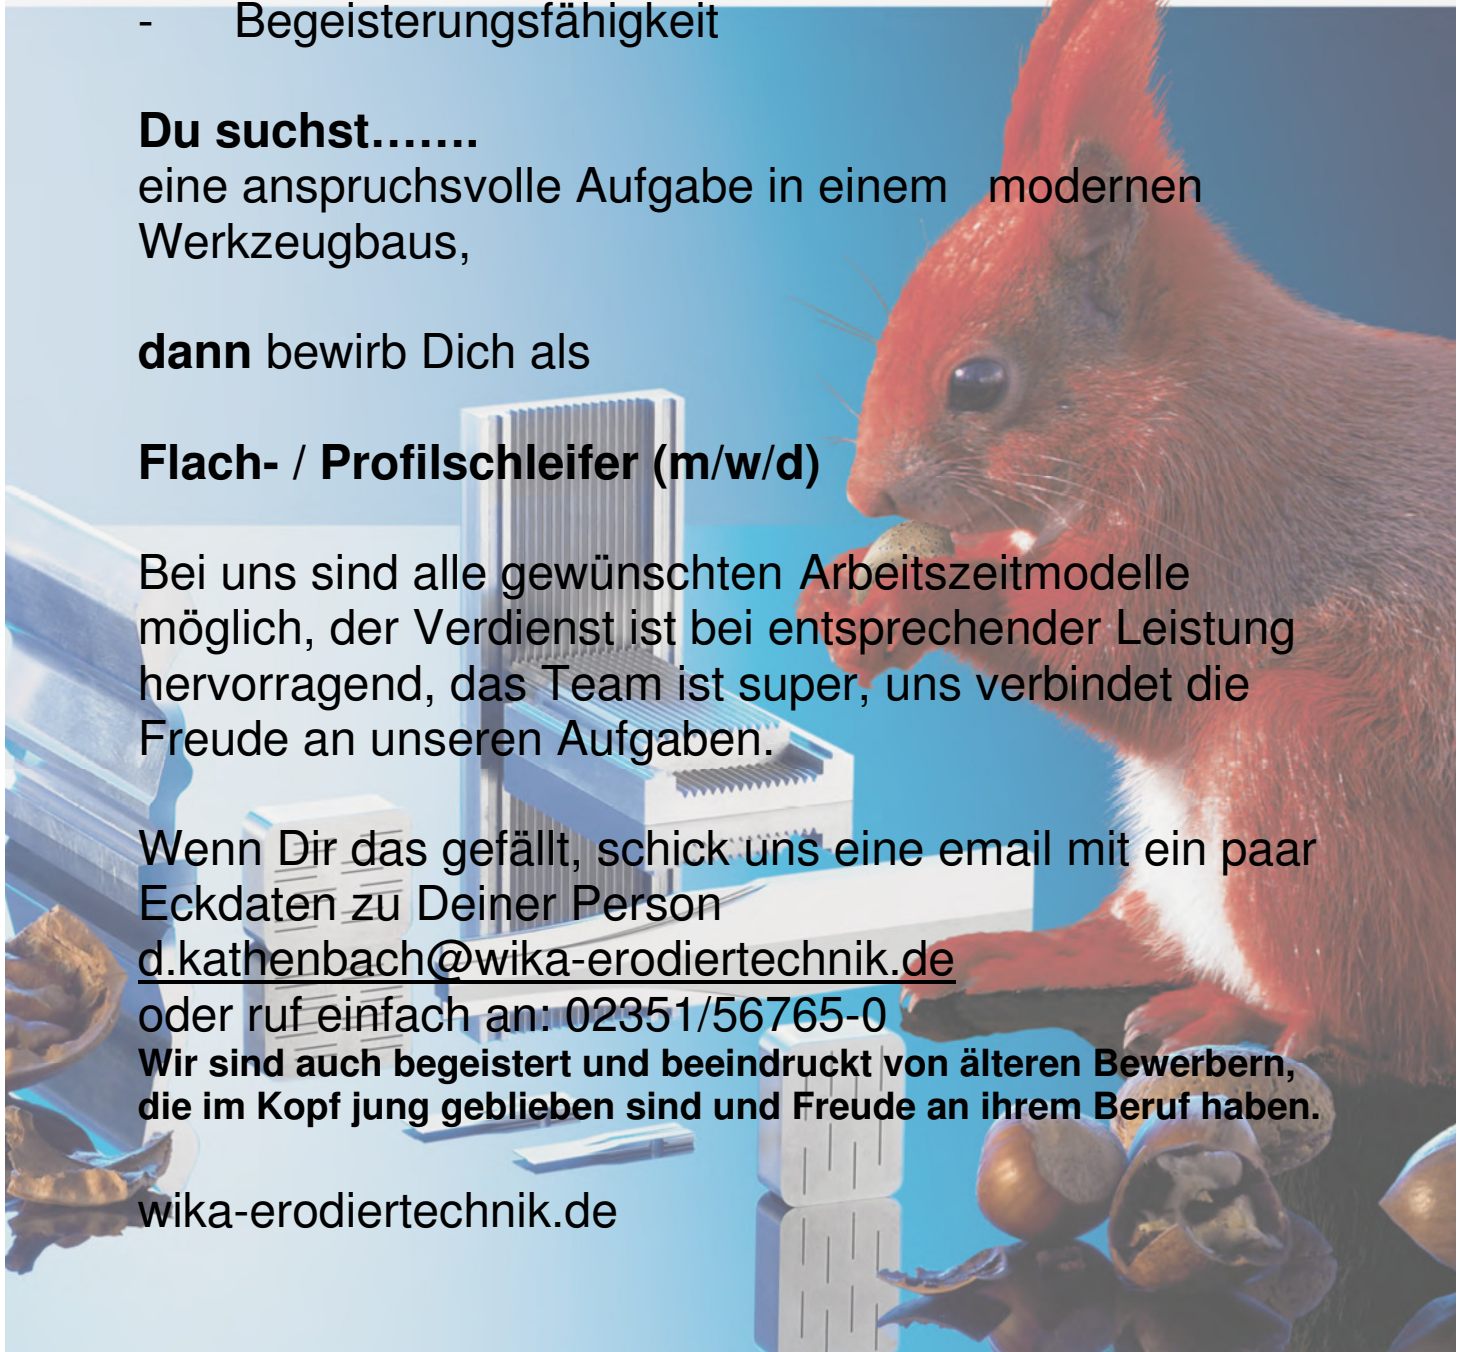 - Begeisterungsfähigkeit
Du suchst.......
eine anspruchsvolle Aufgabe in einem modernen
Werkzeugbaus,
dann bewirb Dich als
Flach- / Profilschleifer (m/w/d)
Bei uns sind alle gewünschten Arbeitszeitmodelle
möglich, der Verdienst ist bei entsprechender Leistung
hervorragend, das Team ist super, uns verbindet die
Freude an unseren Aufgaben.
Wenn Dir das gefällt, schick uns eine email mit ein paar
Eckdaten zu Deiner Person
d.kathenbach@wika-erodiertechnik.de
oder ruf einfach an: 02351/56765-0
Wir sind auch begeistert und beeindruckt von älteren Bewerbern,
die im Kopf jung geblieben sind und Freude an ihrem Beruf haben.
wika-erodiertechnik.de